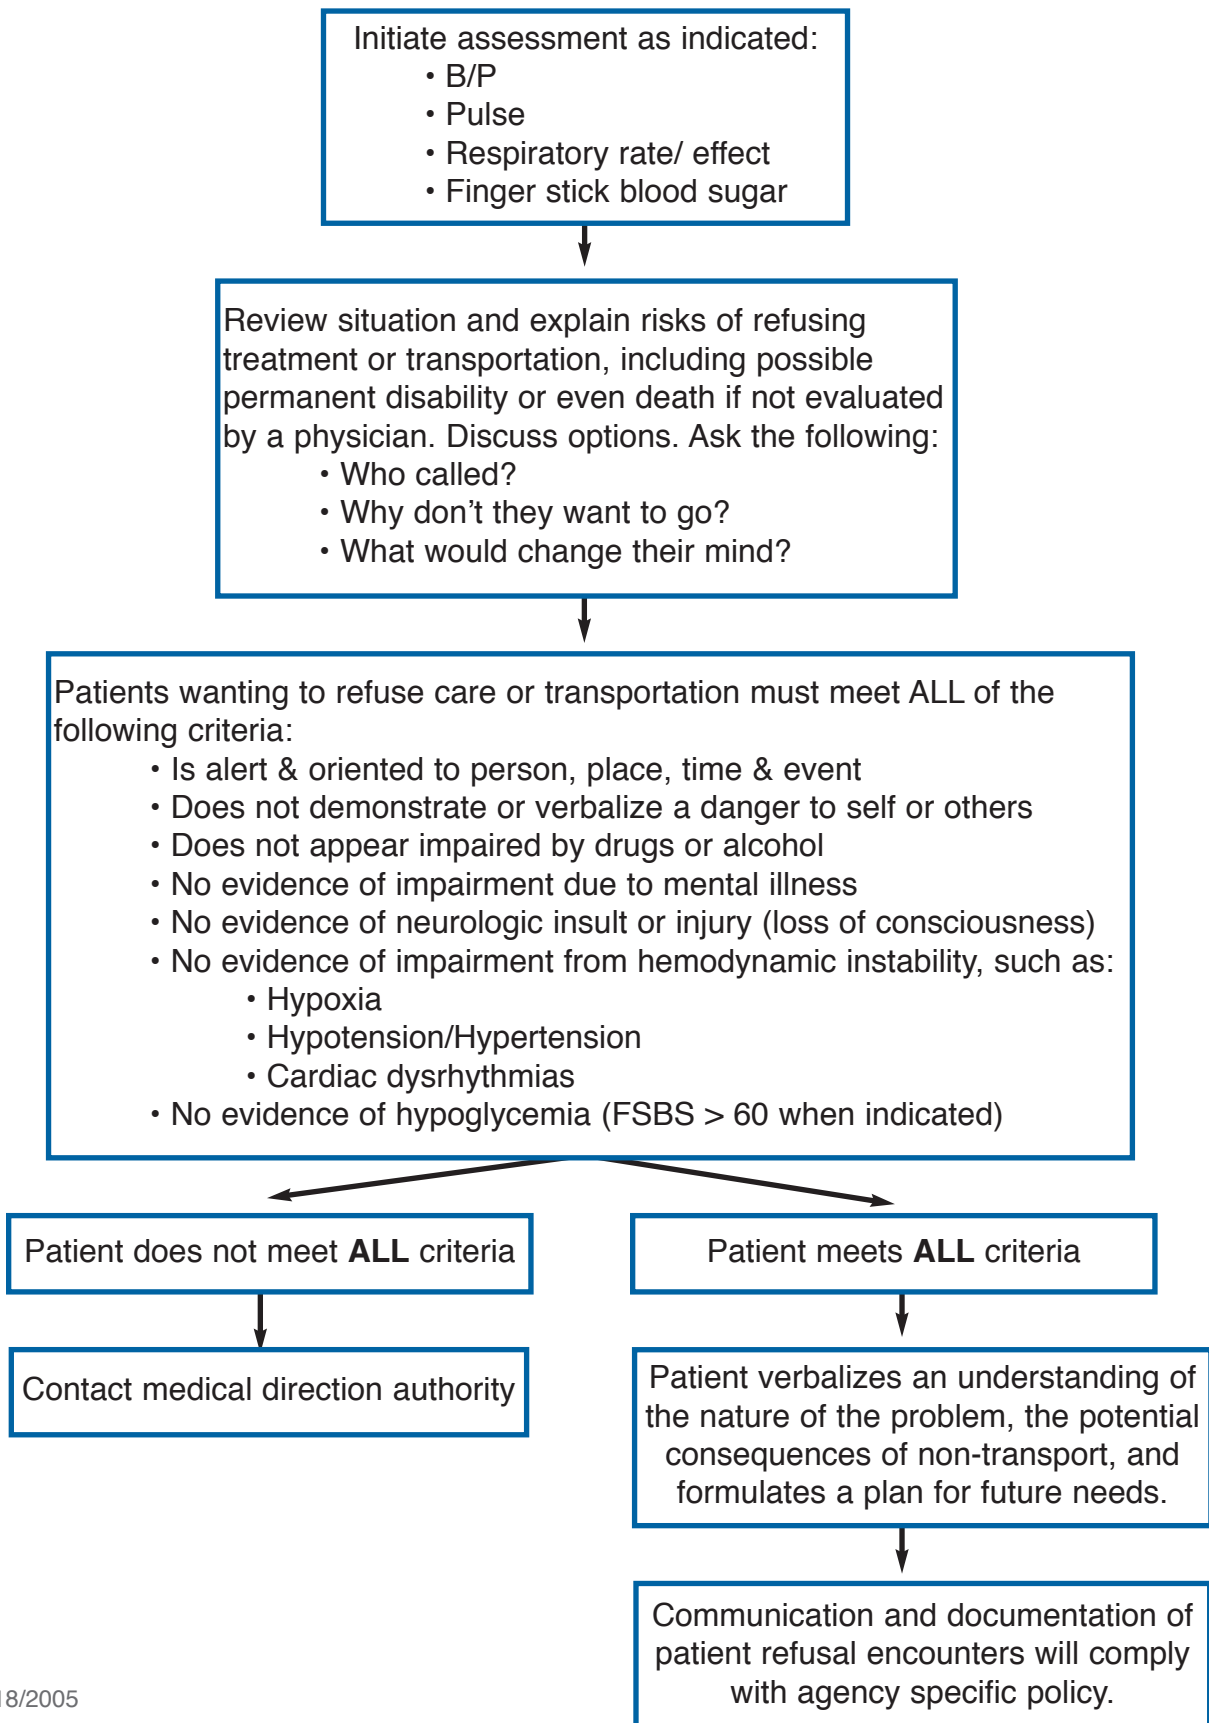 Initiate assessment as indicated:
• B/P
• Pulse
• Respiratory rate/ effect
• Finger stick blood sugar
Review situation and explain risks of refusing
treatment or transportation, including possible
permanent disability or even death if not evaluated
by a physician. Discuss options. Ask the following:
• Who called?
• Why don’t they want to go?
• What would change their mind?
Patients wanting to refuse care or transportation must meet ALL of the
following criteria:
• Is alert & oriented to person, place, time & event
• Does not demonstrate or verbalize a danger to self or others
• Does not appear impaired by drugs or alcohol
• No evidence of impairment due to mental illness
• No evidence of neurologic insult or injury (loss of consciousness)
• No evidence of impairment from hemodynamic instability, such as:
• Hypoxia
• Hypotension/Hypertension
• Cardiac dysrhythmias
• No evidence of hypoglycemia (FSBS > 60 when indicated)
Patient does not meet ALL criteria
Contact medical direction authority
Patient meets ALL criteria
Patient verbalizes an understanding of
the nature of the problem, the potential
consequences of non-transport, and
formulates a plan for future needs.
Communication and documentation of
patient refusal encounters will comply
with agency specific policy.
18/2005